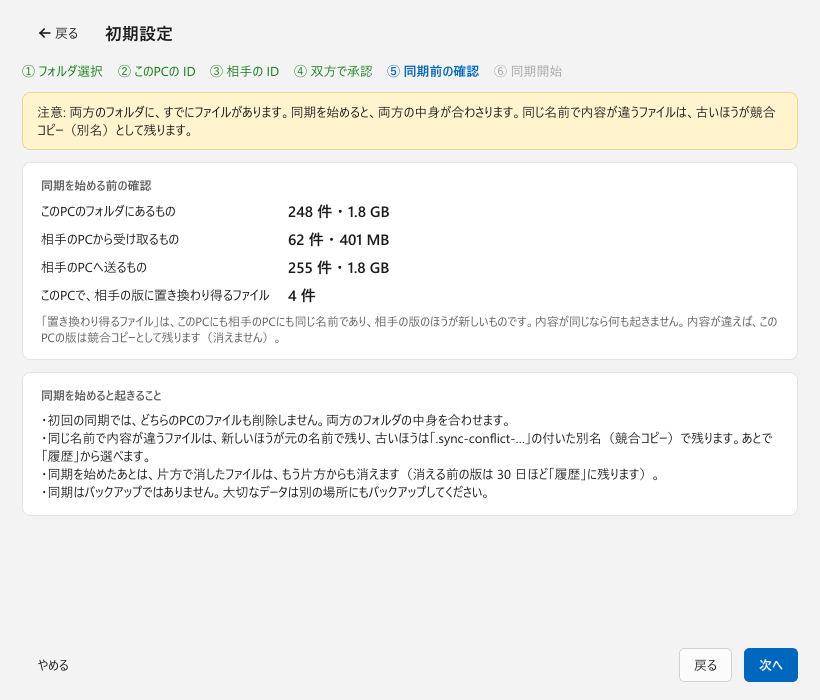 ← 戻る 初期設定
① フォルダ選択 ② このPCの ID ③ 相手の ID ④ 双方で承認 ⑤ 同期前の確認 ⑥ 同期開始
注意: 両方のフォルダに、すでにファイルがあります。同期を始めると、両方の中身が合わさります。同じ名前で内容が違うファイルは、古いほうが競合
コピー（別名）として残ります。
同期を始める前の確認
このPCのフォルダにあるもの 248 件・1.8 GB
相手のPCから受け取るもの 62 件・401 MB
相手のPCへ送るもの 255 件・1.8 GB
このPCで、相手の版に置き換わり得るファイル 4 件
「置き換わり得るファイル」は、このPCにも相手のPCにも同じ名前であり、相手の版のほうが新しいものです。内容が同じなら何も起きません。内容が違えば、この
PCの版は競合コピーとして残ります（消えません）。
同期を始めると起きること
・初回の同期では、どちらのPCのファイルも削除しません。両方のフォルダの中身を合わせます。
・同じ名前で内容が違うファイルは、新しいほうが元の名前で残り、古いほうは「.sync-conflict-...」の付いた別名（競合コピー）で残ります。あとで
「履歴」から選べます。
・同期を始めたあとは、片方で消したファイルは、もう片方からも消えます（消える前の版は 30 日ほど「履歴」に残ります）。
・同期はバックアップではありません。大切なデータは別の場所にもバックアップしてください。
やめる 戻る 次へ